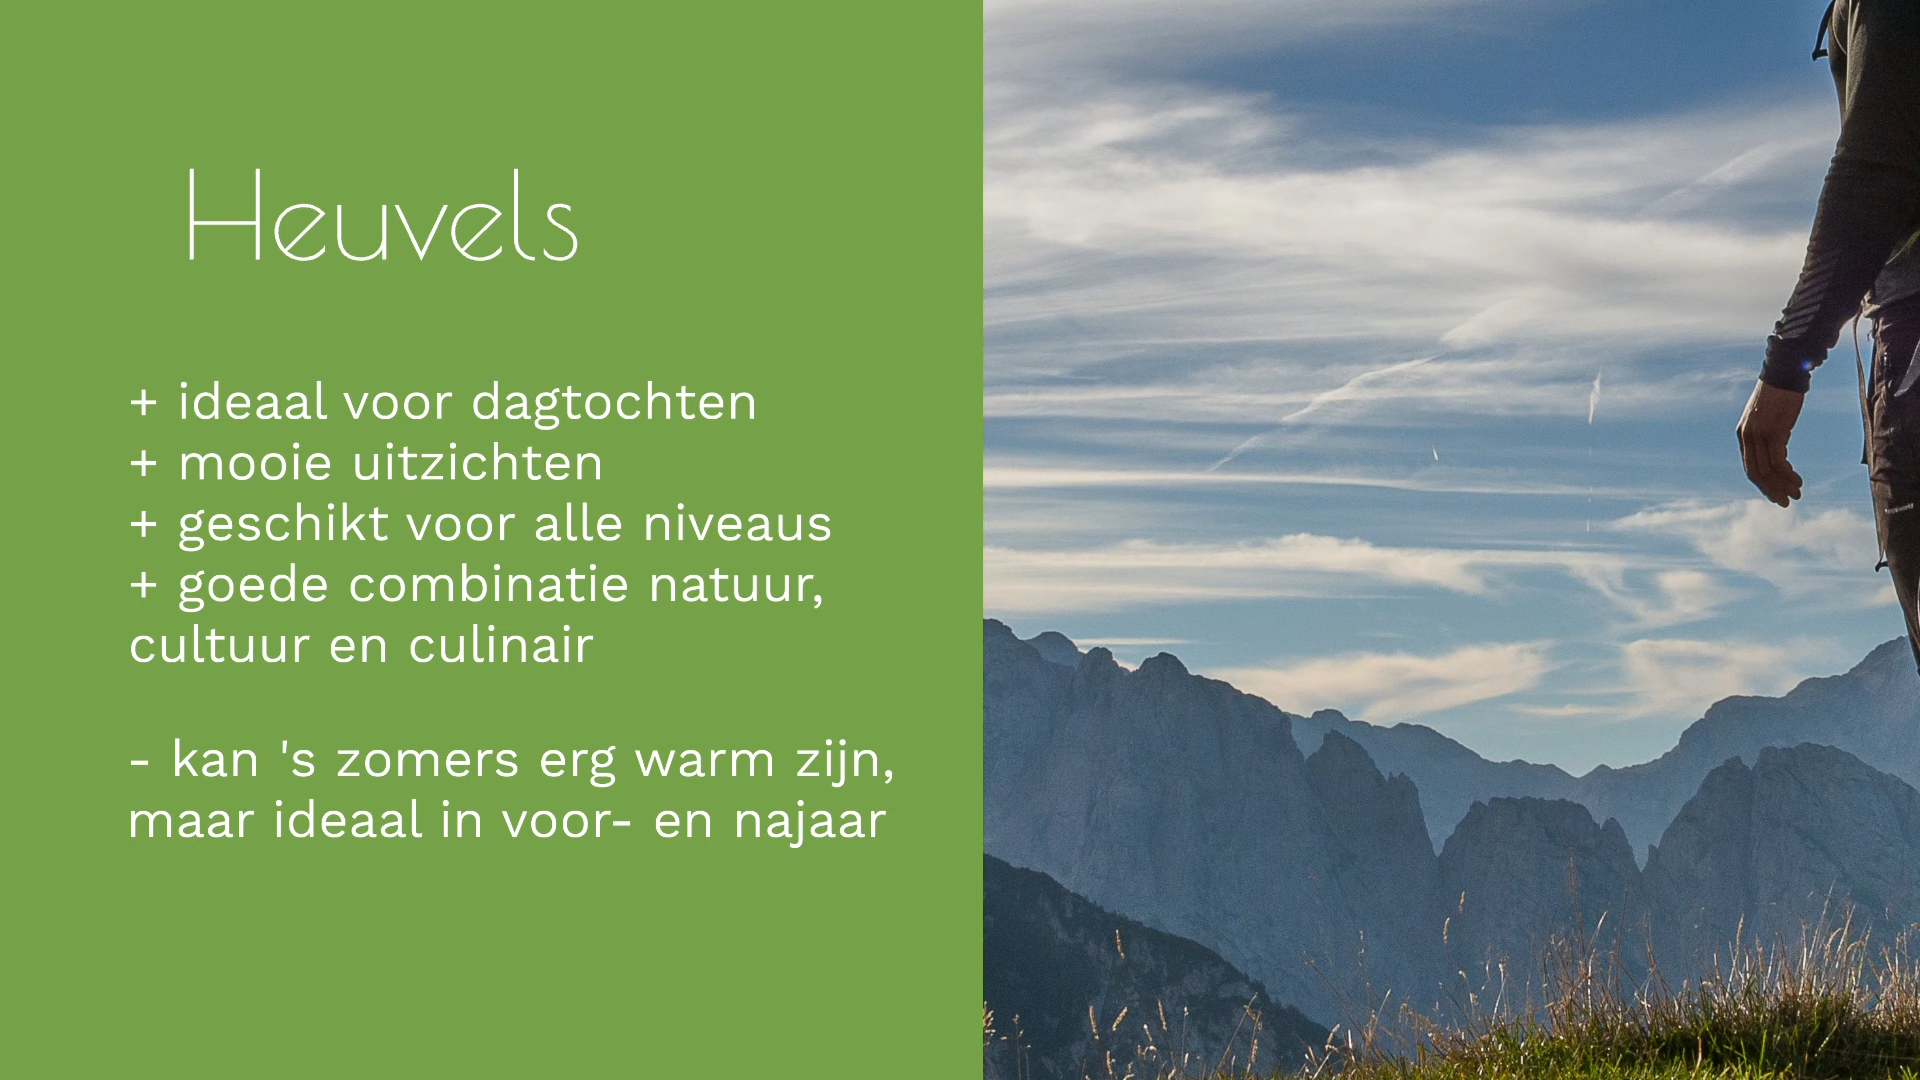 Heuvels
+ ideaal voor dagtochten
+ mooie uitzichten
+ geschikt voor alle niveaus
+ goede combinatie natuur,
cultuur en culinair
- kan 's zomers erg warm zijn,
maar ideaal in voor- en najaar